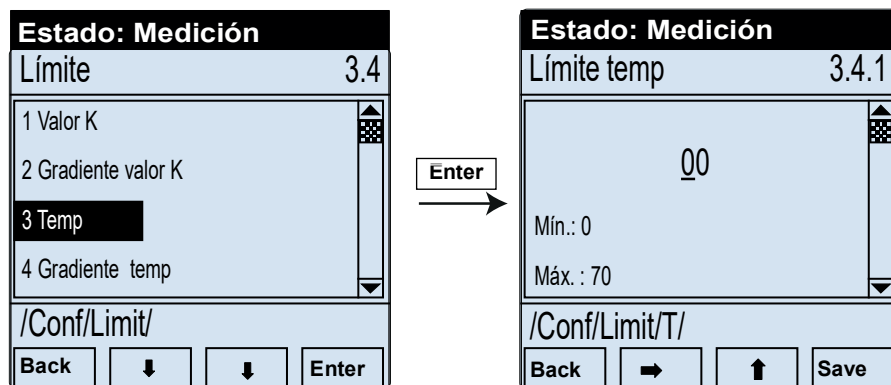 Estado: Medición
Límite 3.4
1 Valor K
2 Gradiente valor K
3 Temp
4 Gradiente temp
/Conf/Limit/
Back Enter
Enter
Estado: Medición
Límite temp 3.4.1
00
Mín.: 0
Máx. : 70
/Conf/Limit/T/
Back Save